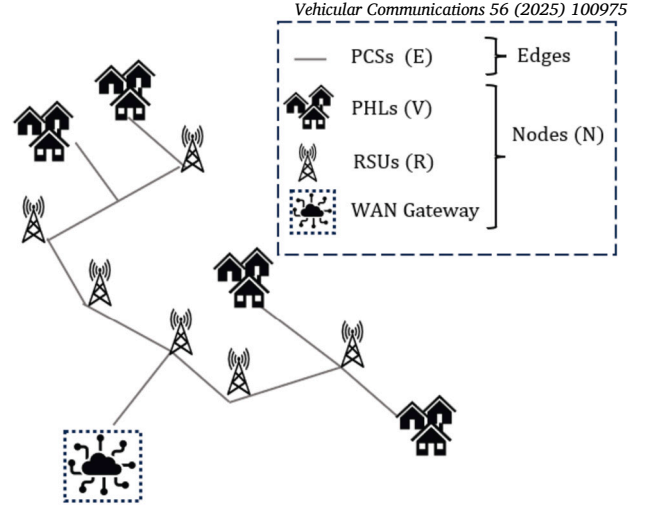 Vehicular Communications 56 (2025) 100975
PCSs (E)
Edges
PHLs (V)
Nodes (N)
RSUs (R)
WAN Gateway